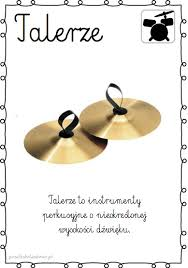 Talerze
Talerze to instrumenty
perkusyjne o nieokreślonej
wysokości dźwięku.